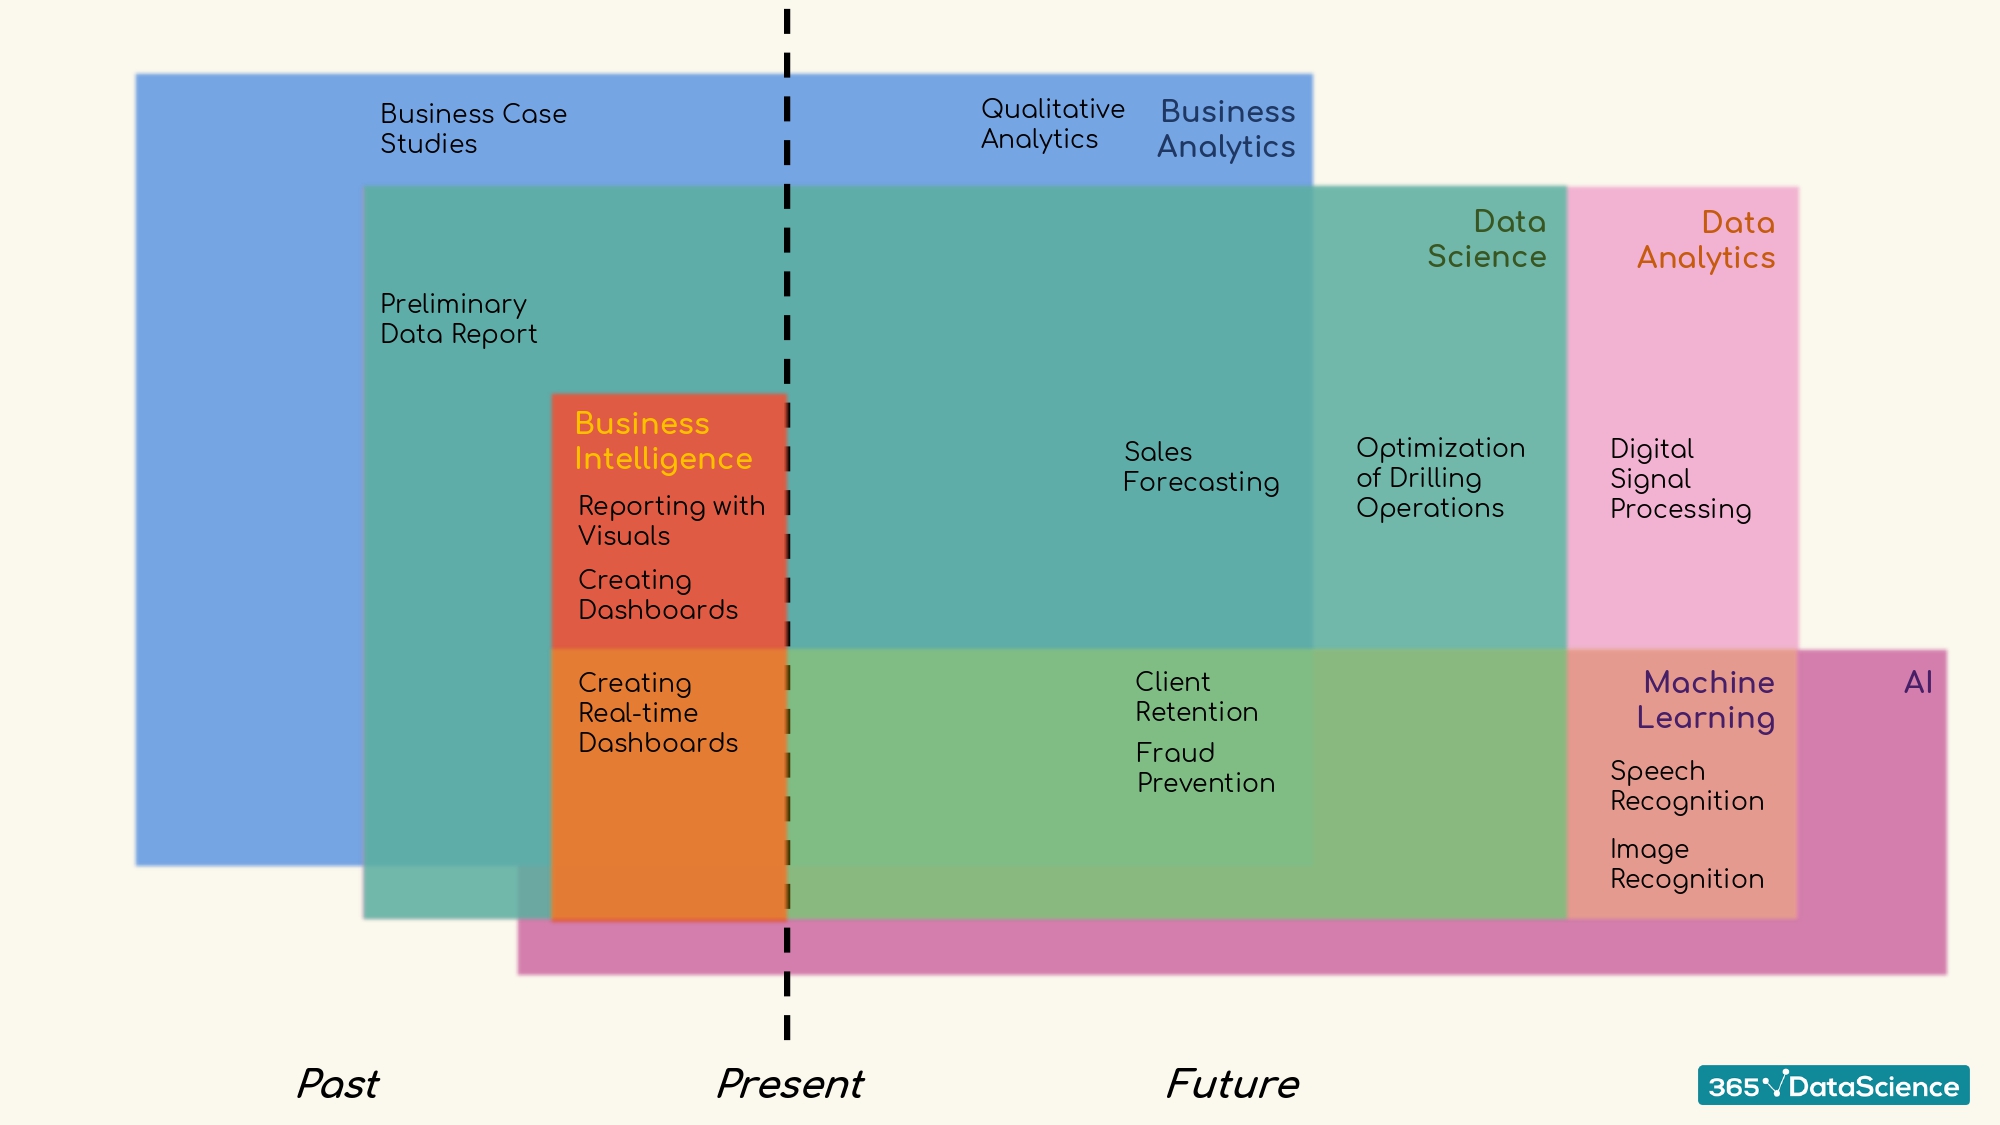 Business Case
Studies
Qualitative
Analytics
Business
Analytics
Data
Science
Data
Analytics
Preliminary
Data Report
Business
Intelligence
Reporting with
Visuals
Creating
Dashboards
Sales
Forecasting
Optimization
of Drilling
Operations
Digital
Signal
Processing
Creating
Real-time
Dashboards
Client
Retention
Fraud
Prevention
Machine
Learning
AI
Speech
Recognition
Image
Recognition
Past
Present
Future
365 DataScience